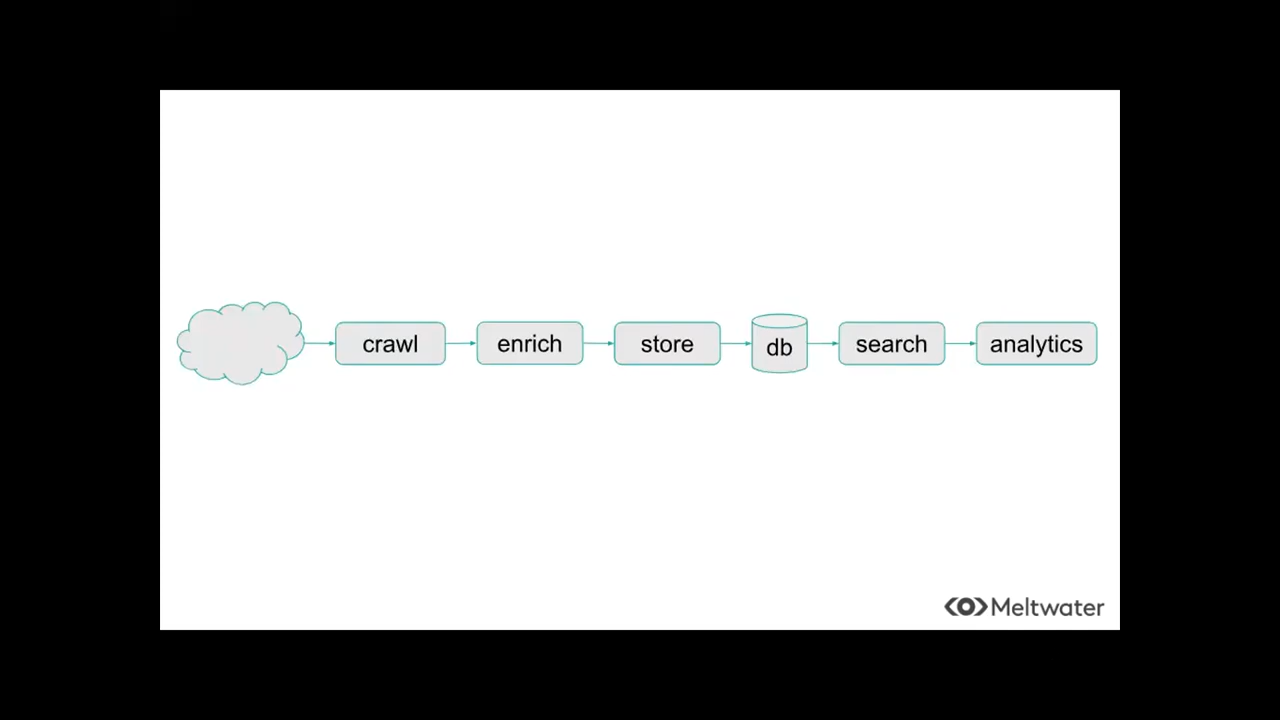 crawl
enrich
store
db
search
analytics
Meltwater